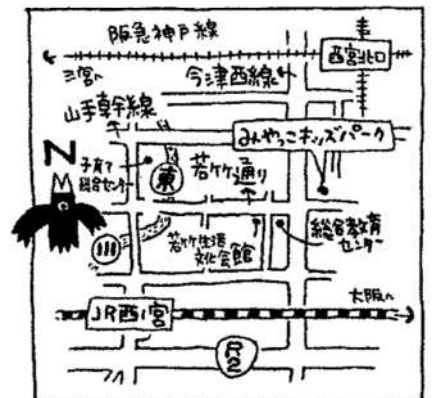 阪急神戸線
西宮北口
三宮へ
今津西線
山手幹線
みやっこキッズパーク
N
子育て
総合センター
東
若竹通り
川
若竹生活
文化会館
総合教育
センター
大阪へ
JR西ノ宮
R2